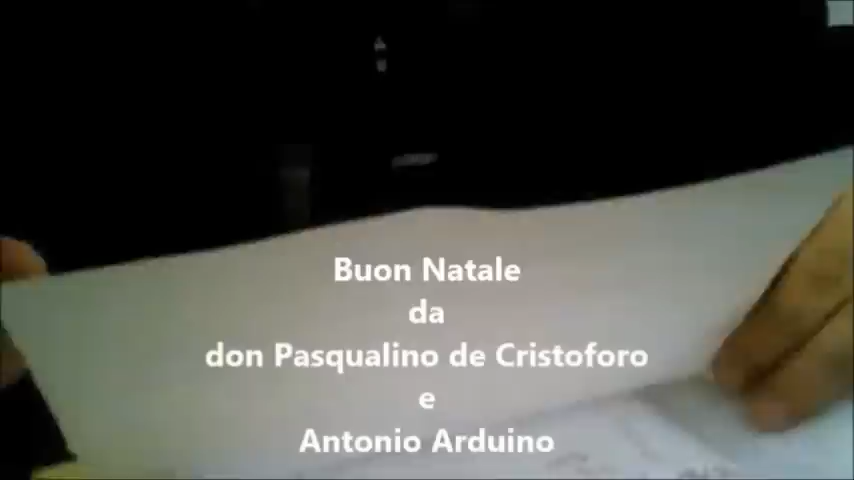 Buon Natale
da
don Pasqualino de Cristoforo
e
Antonio Arduino